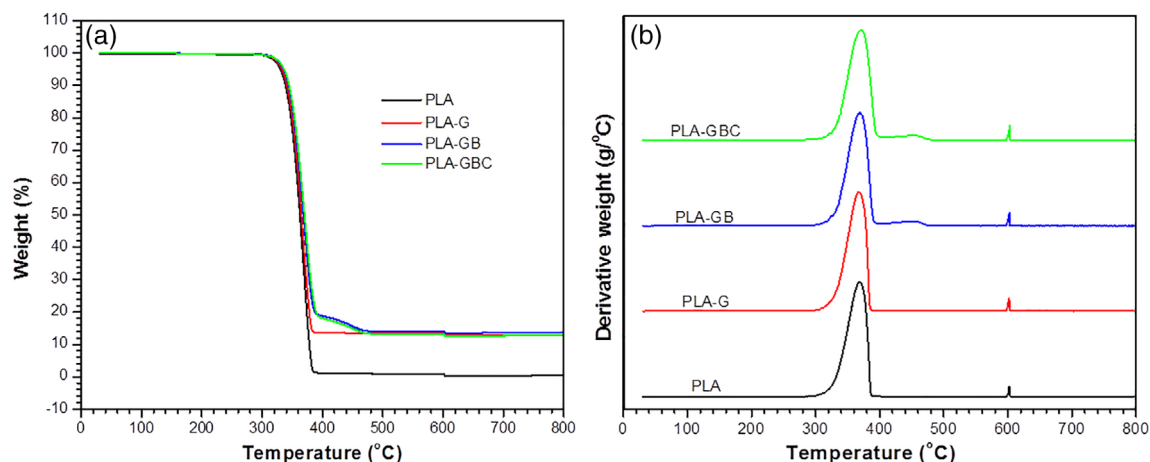 (a)
110
100
90
80
70
60
50
40
30
20
10
0
-10
Weight (%)
PLA
PLA-G
PLA-GB
PLA-GBC
0 100 200 300 400 500 600 700 800
Temperature (°C)
(b)
Derivative weight (g/°C)
PLA-GBC
PLA-GB
PLA-G
PLA
0 100 200 300 400 500 600 700 800
Temperature (°C)